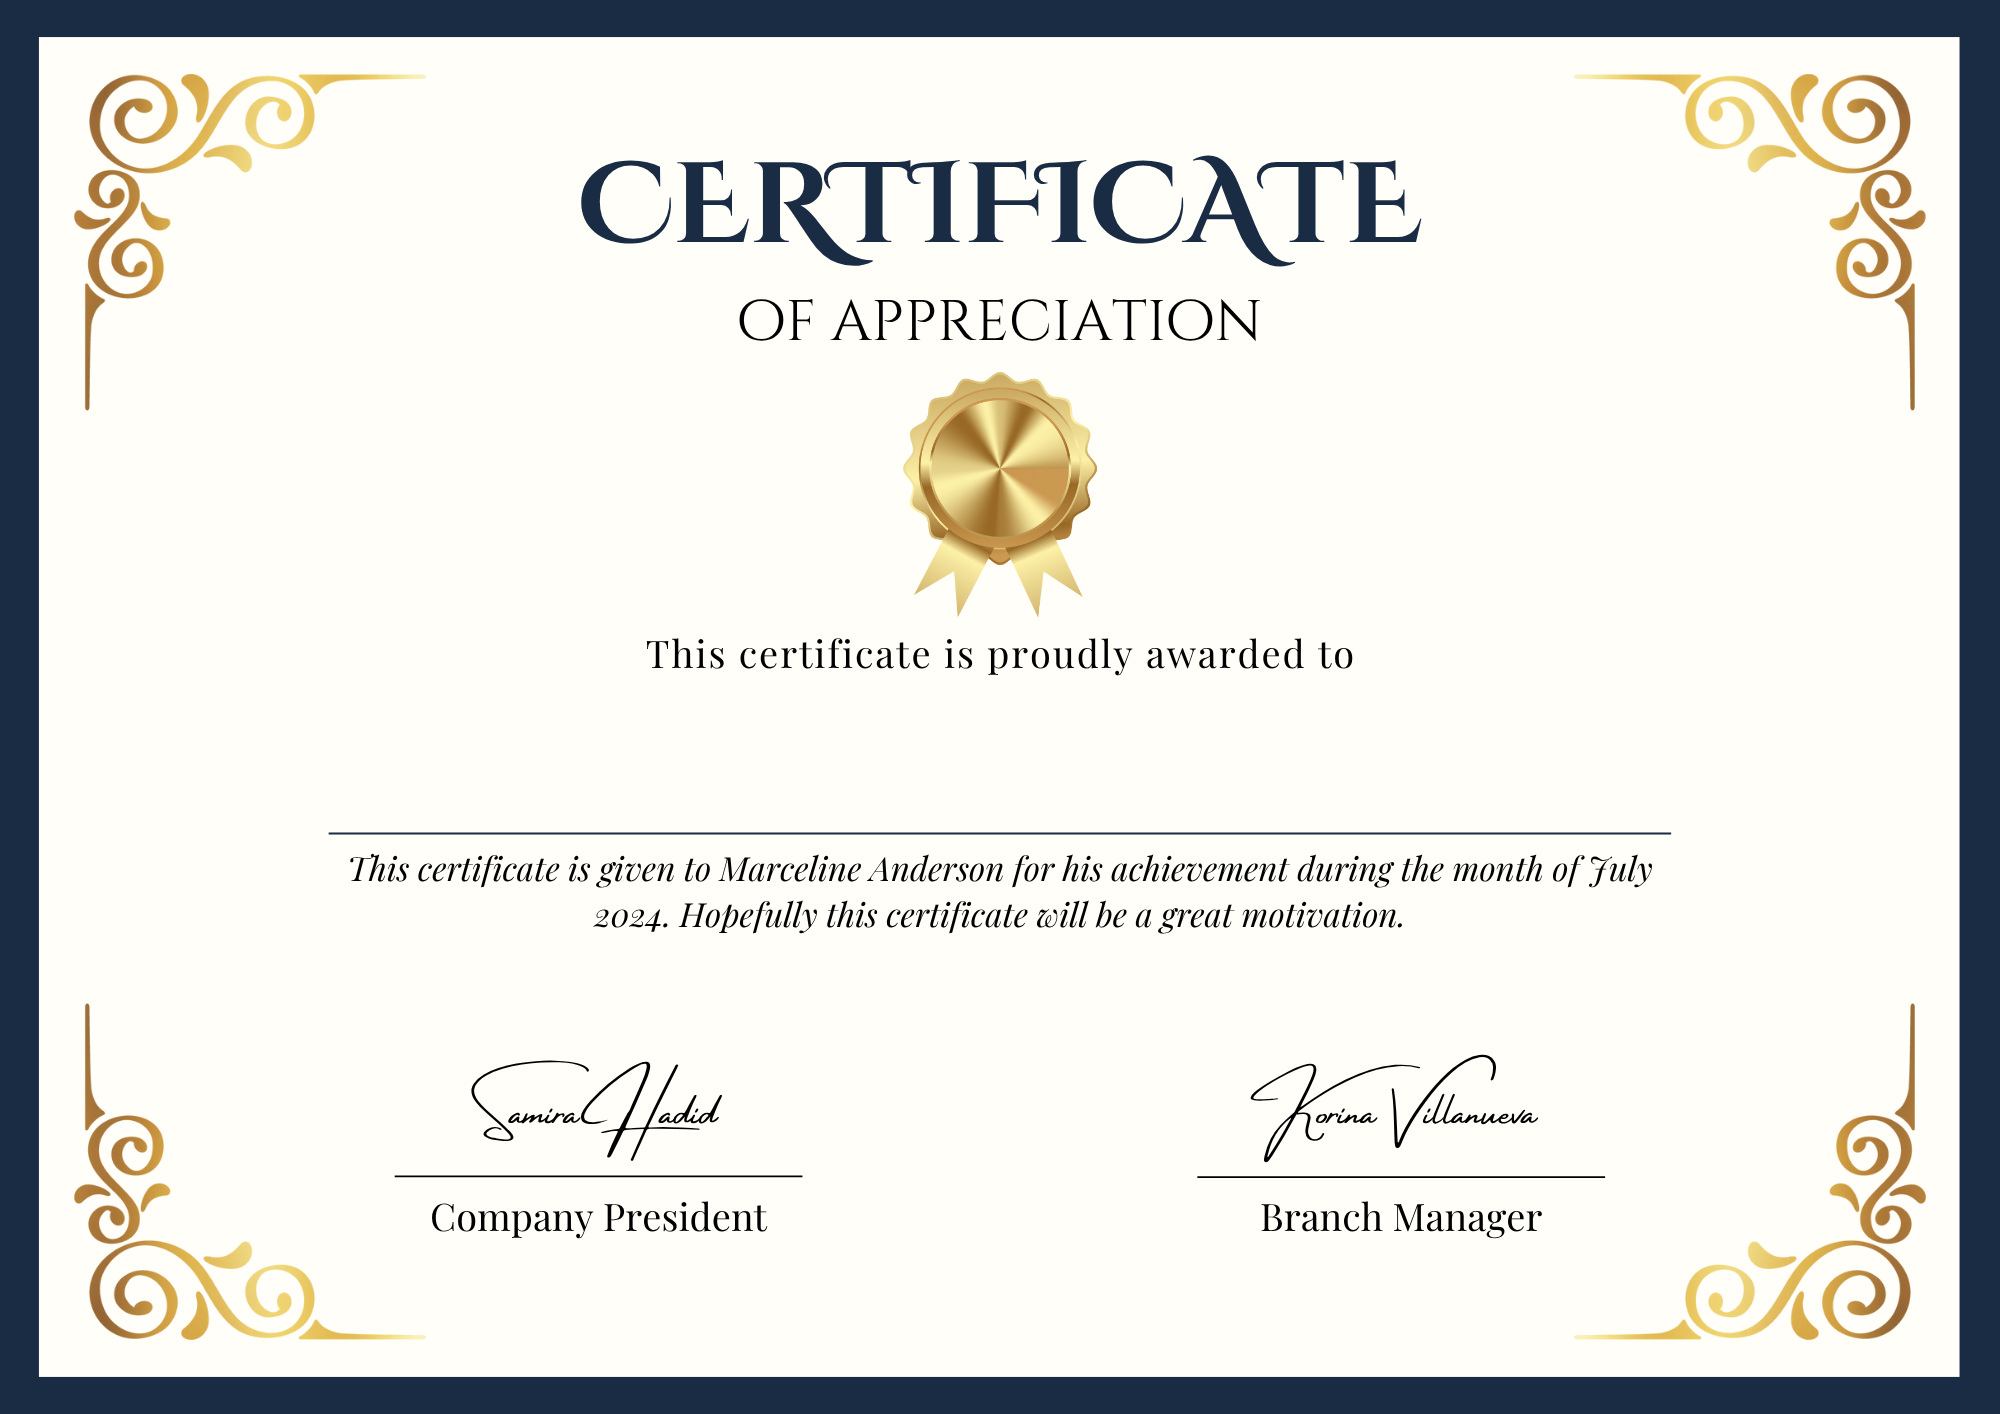 CERTIFICATE
OF APPRECIATION
This certificate is proudly awarded to
This certificate is given to Marceline Anderson for his achievement during the month of July
2024. Hopefully this certificate will be a great motivation.
Samira Hadid
Korina Villanueva
Company President
Branch Manager